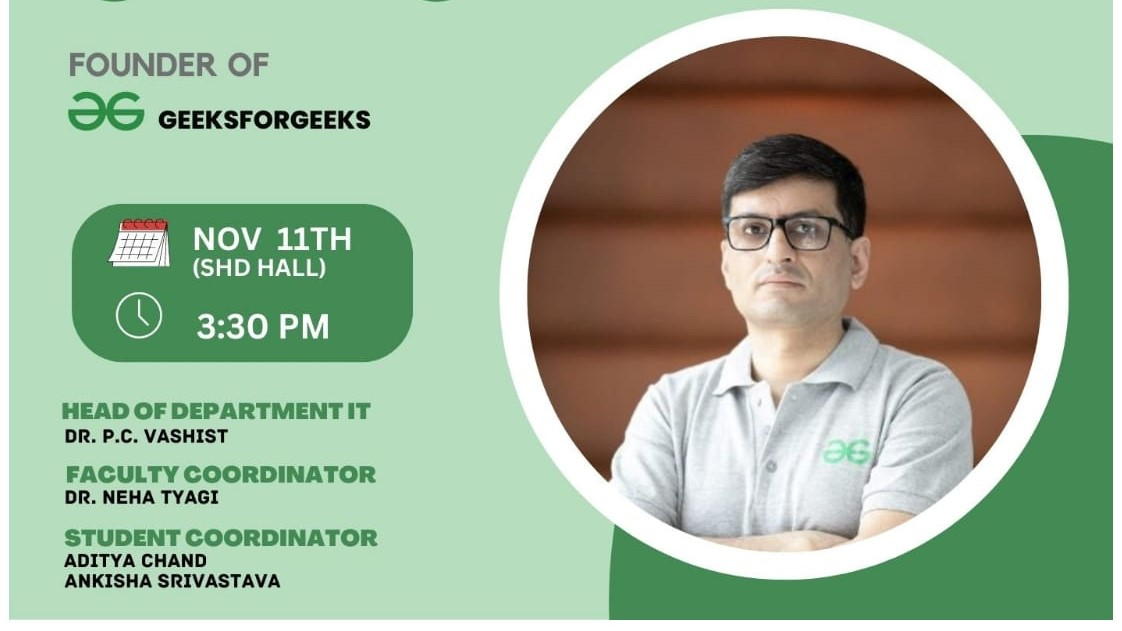 FOUNDER OF
GEEKSFORGEEKS
NOV 11TH
(SHD HALL)
3:30 PM
HEAD OF DEPARTMENT IT
DR. P.C. VASHIST
FACULTY COORDINATOR
DR. NEHA TYAGI
STUDENT COORDINATOR
ADITYA CHAND
ANKISHA SRIVASTAVA